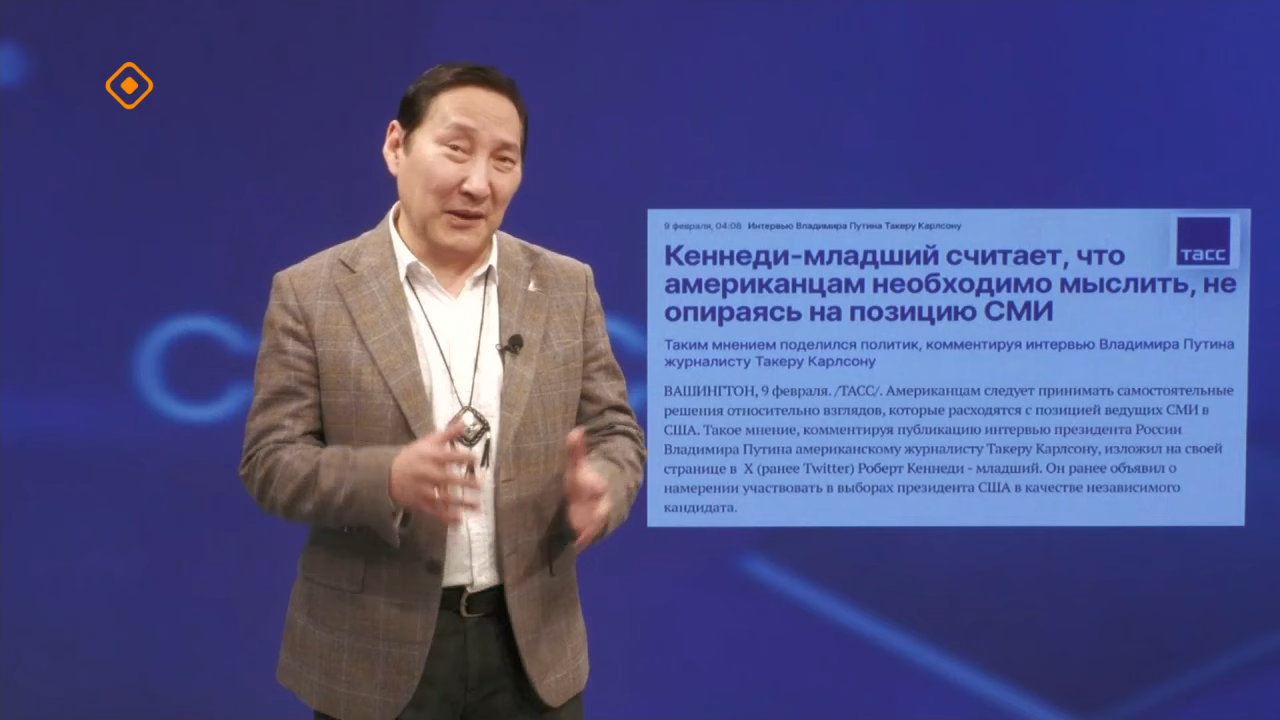 9 февраля, 04:08 Интервью Владимира Путина Такеру Карлсону
тасс
Кеннеди-младший считает, что
американцам необходимо мыслить, не
опираясь на позицию СМИ
Таким мнением поделился политик, комментируя интервью Владимира Путина
журналисту Такеру Карлсону
ВАШИНГТОН, 9 февраля. /ТАСС/. Американцам следует принимать самостоятельные
решения относительно взглядов, которые расходятся с позицией ведущих СМИ в
США. Такое мнение, комментируя публикацию интервью президента России
Владимира Путина американскому журналисту Такеру Карлсону, изложил на своей
странице в X (ранее Twitter) Роберт Кеннеди - младший. Он ранее объявил о
намерении участвовать в выборах президента США в качестве независимого
кандидата.